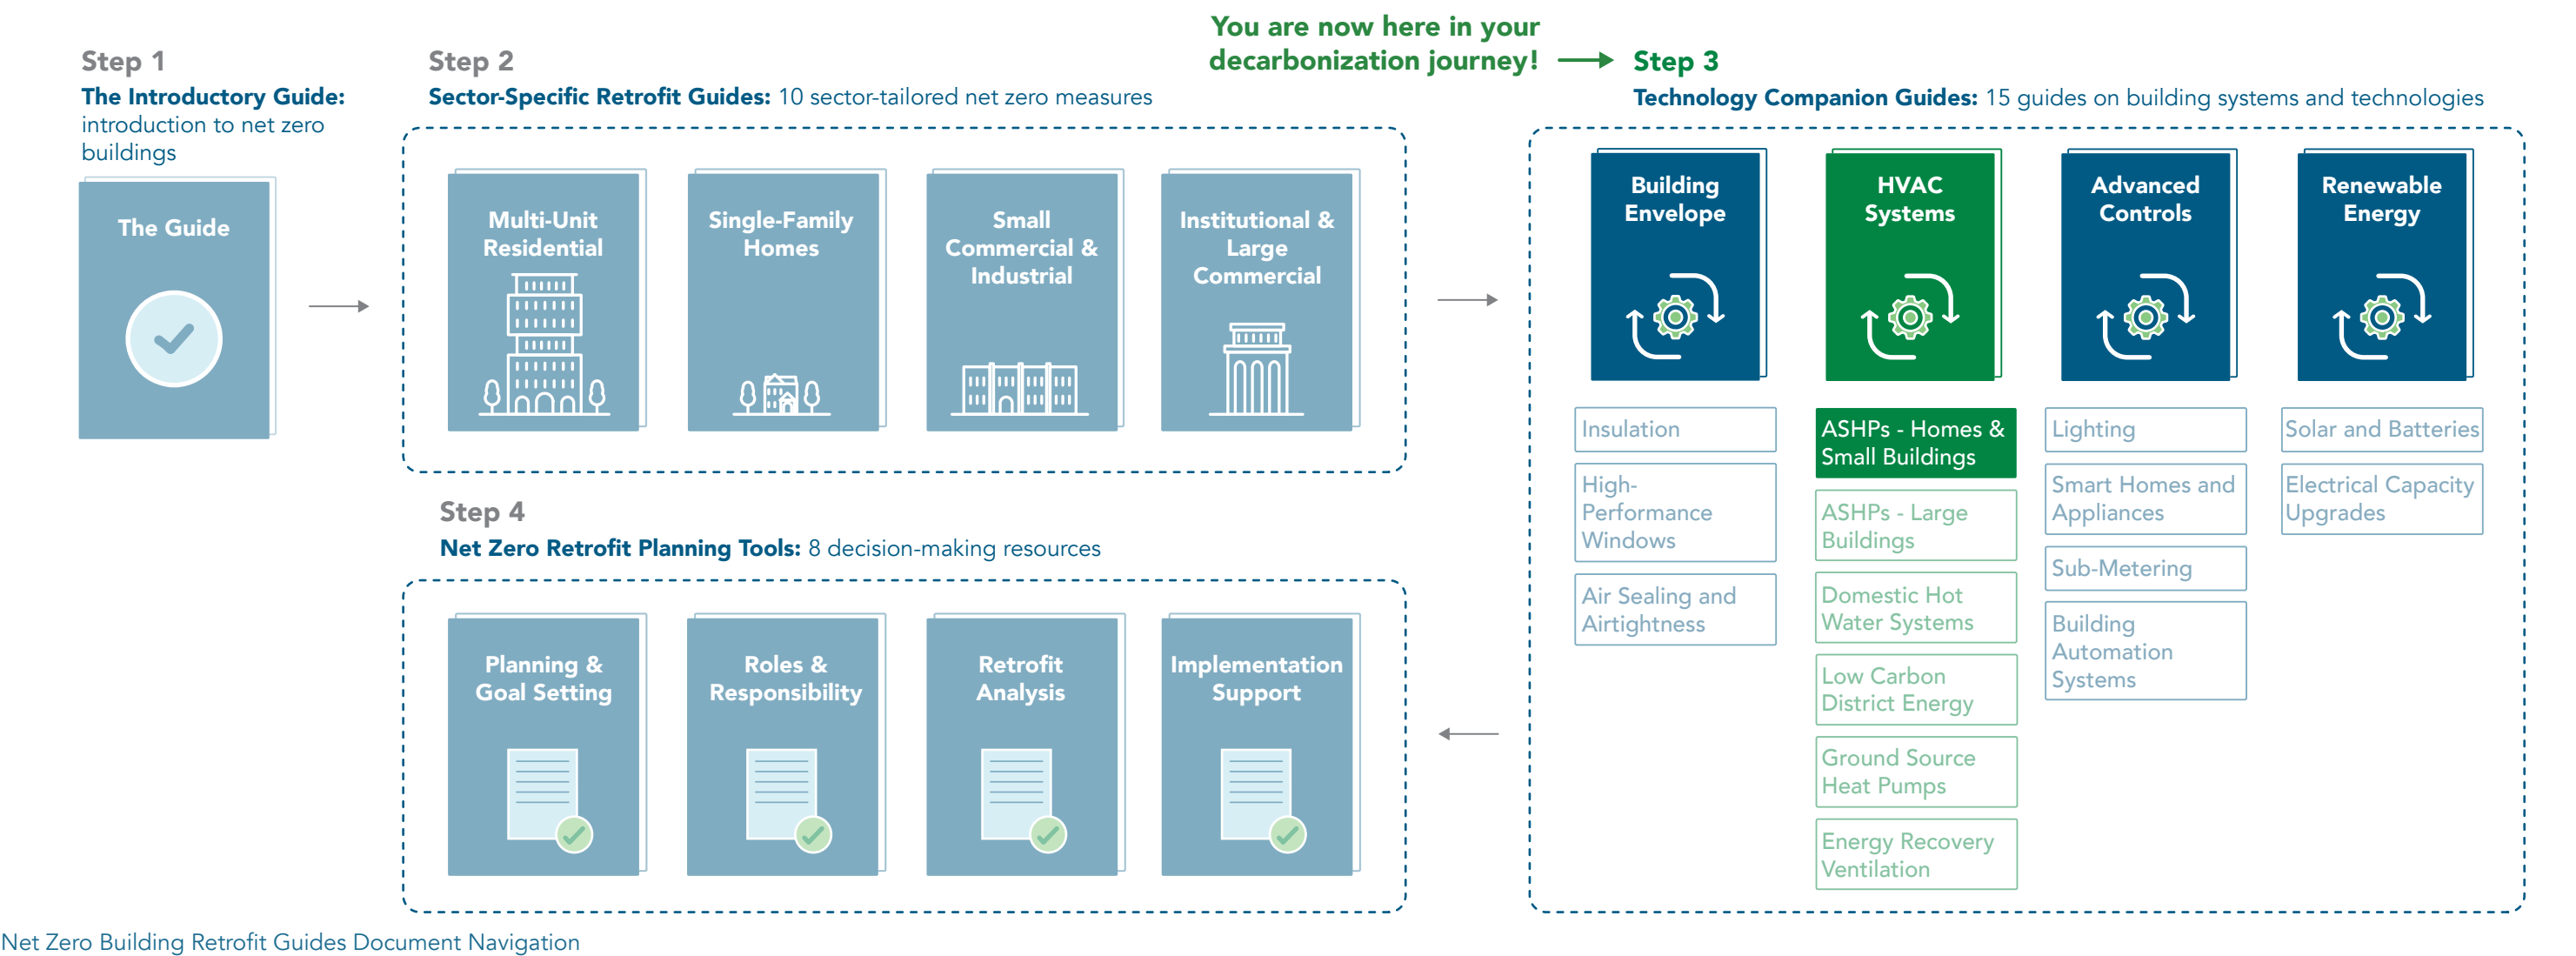 Step 1
The Introductory Guide:
introduction to net zero
buildings
The Guide
Step 2
Sector-Specific Retrofit Guides: 10 sector-tailored net zero measures
Multi-Unit
Residential
Single-Family
Homes
Small
Commercial &
Industrial
Institutional &
Large
Commercial
You are now here in your
decarbonization journey!
Step 3
Technology Companion Guides: 15 guides on building systems and technologies
Building
Envelope
Insulation
High-
Performance
Windows
Air Sealing and
Airtightness
HVAC
Systems
ASHPs - Homes &
Small Buildings
ASHPs - Large
Buildings
Domestic Hot
Water Systems
Low Carbon
District Energy
Ground Source
Heat Pumps
Energy Recovery
Ventilation
Advanced
Controls
Lighting
Smart Homes and
Appliances
Sub-Metering
Building
Automation
Systems
Renewable
Energy
Solar and Batteries
Electrical Capacity
Upgrades
Step 4
Net Zero Retrofit Planning Tools: 8 decision-making resources
Planning &
Goal Setting
Roles &
Responsibility
Retrofit
Analysis
Implementation
Support
Net Zero Building Retrofit Guides Document Navigation